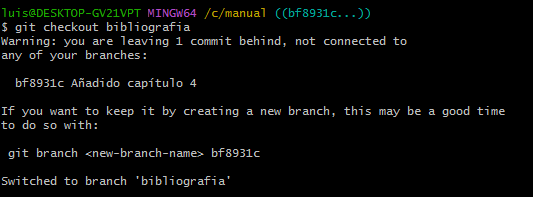 luis@DESKTOP-GV21VPT MINGW64 /c/manual ((bf8931c...))
$ git checkout bibliografia
Warning: you are leaving 1 commit behind, not connected to
any of your branches:
bf8931c Añadido capítulo 4
If you want to keep it by creating a new branch, this may be a good time
to do so with:
git branch <new-branch-name> bf8931c
Switched to branch 'bibliografia'